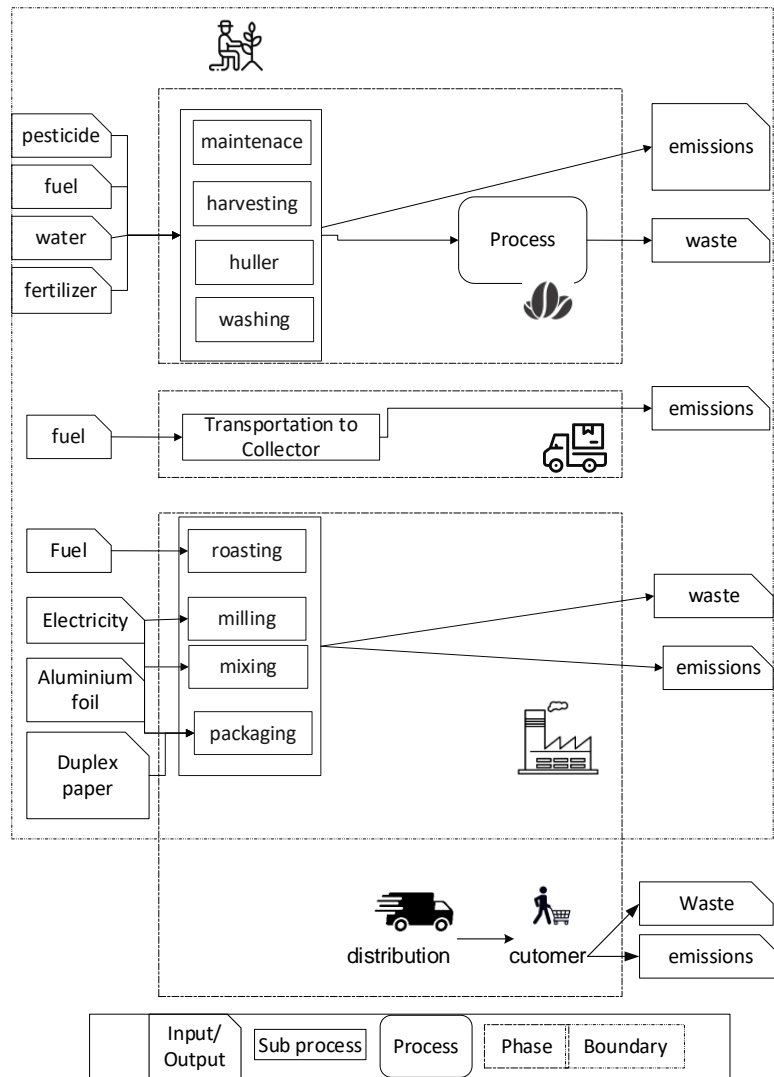 pesticide
fuel
water
fertilizer
maintenace
harvesting
huller
washing
Process
emissions
waste
fuel
Transportation to
Collector
emissions
Fuel
Electricity
Aluminium
foil
Duplex
paper
roasting
milling
mixing
packaging
waste
emissions
distribution
cutomer
Waste
emissions
Input/
Output
Sub process
Process
Phase
Boundary